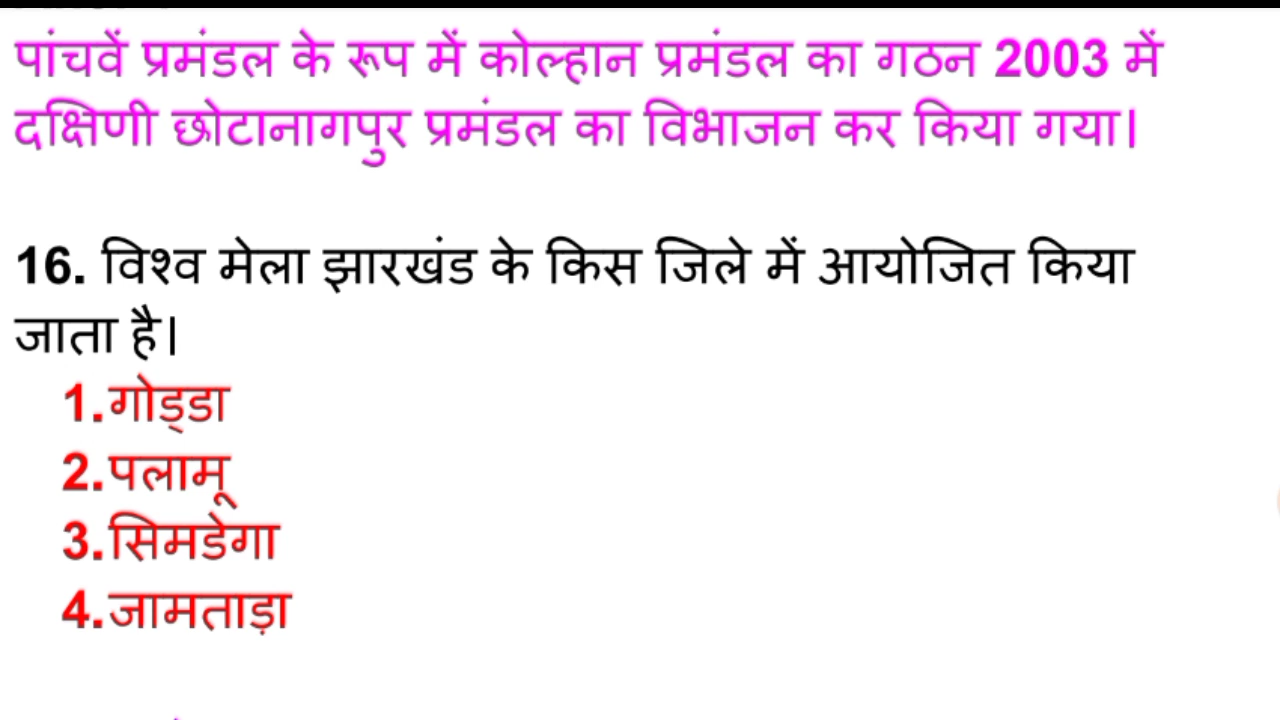 पांचवें प्रमंडल के रूप में कोल्हान प्रमंडल का गठन 2003 में
दक्षिणी छोटानागपुर प्रमंडल का विभाजन कर किया गया।
16. विश्व मेला झारखंड के किस जिले में आयोजित किया
जाता है।
1.गोड्डा
2.पलामू
3.सिमडेगा
4.जामताड़ा